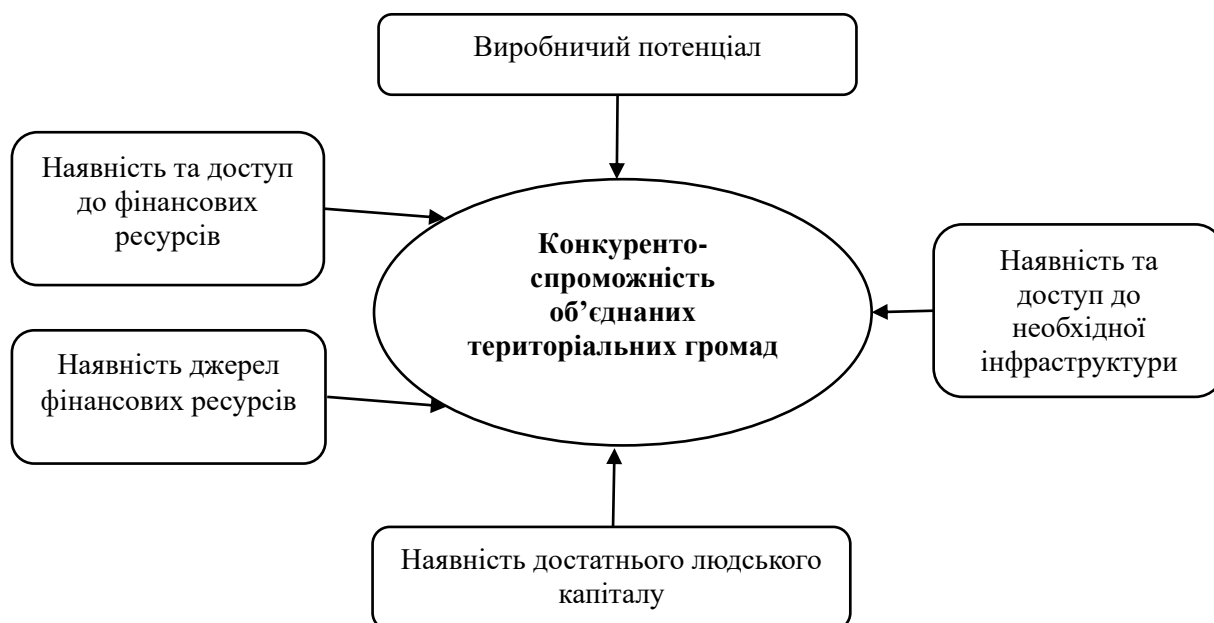 Виробничий потенціал
Наявність та доступ
до фінансових
ресурсів
Конкуренто-
спроможність
об’єднаних
територіальних громад
Наявність та
доступ до
необхідної
інфраструктури
Наявність джерел
фінансових ресурсів
Наявність достатнього людського
капіталу